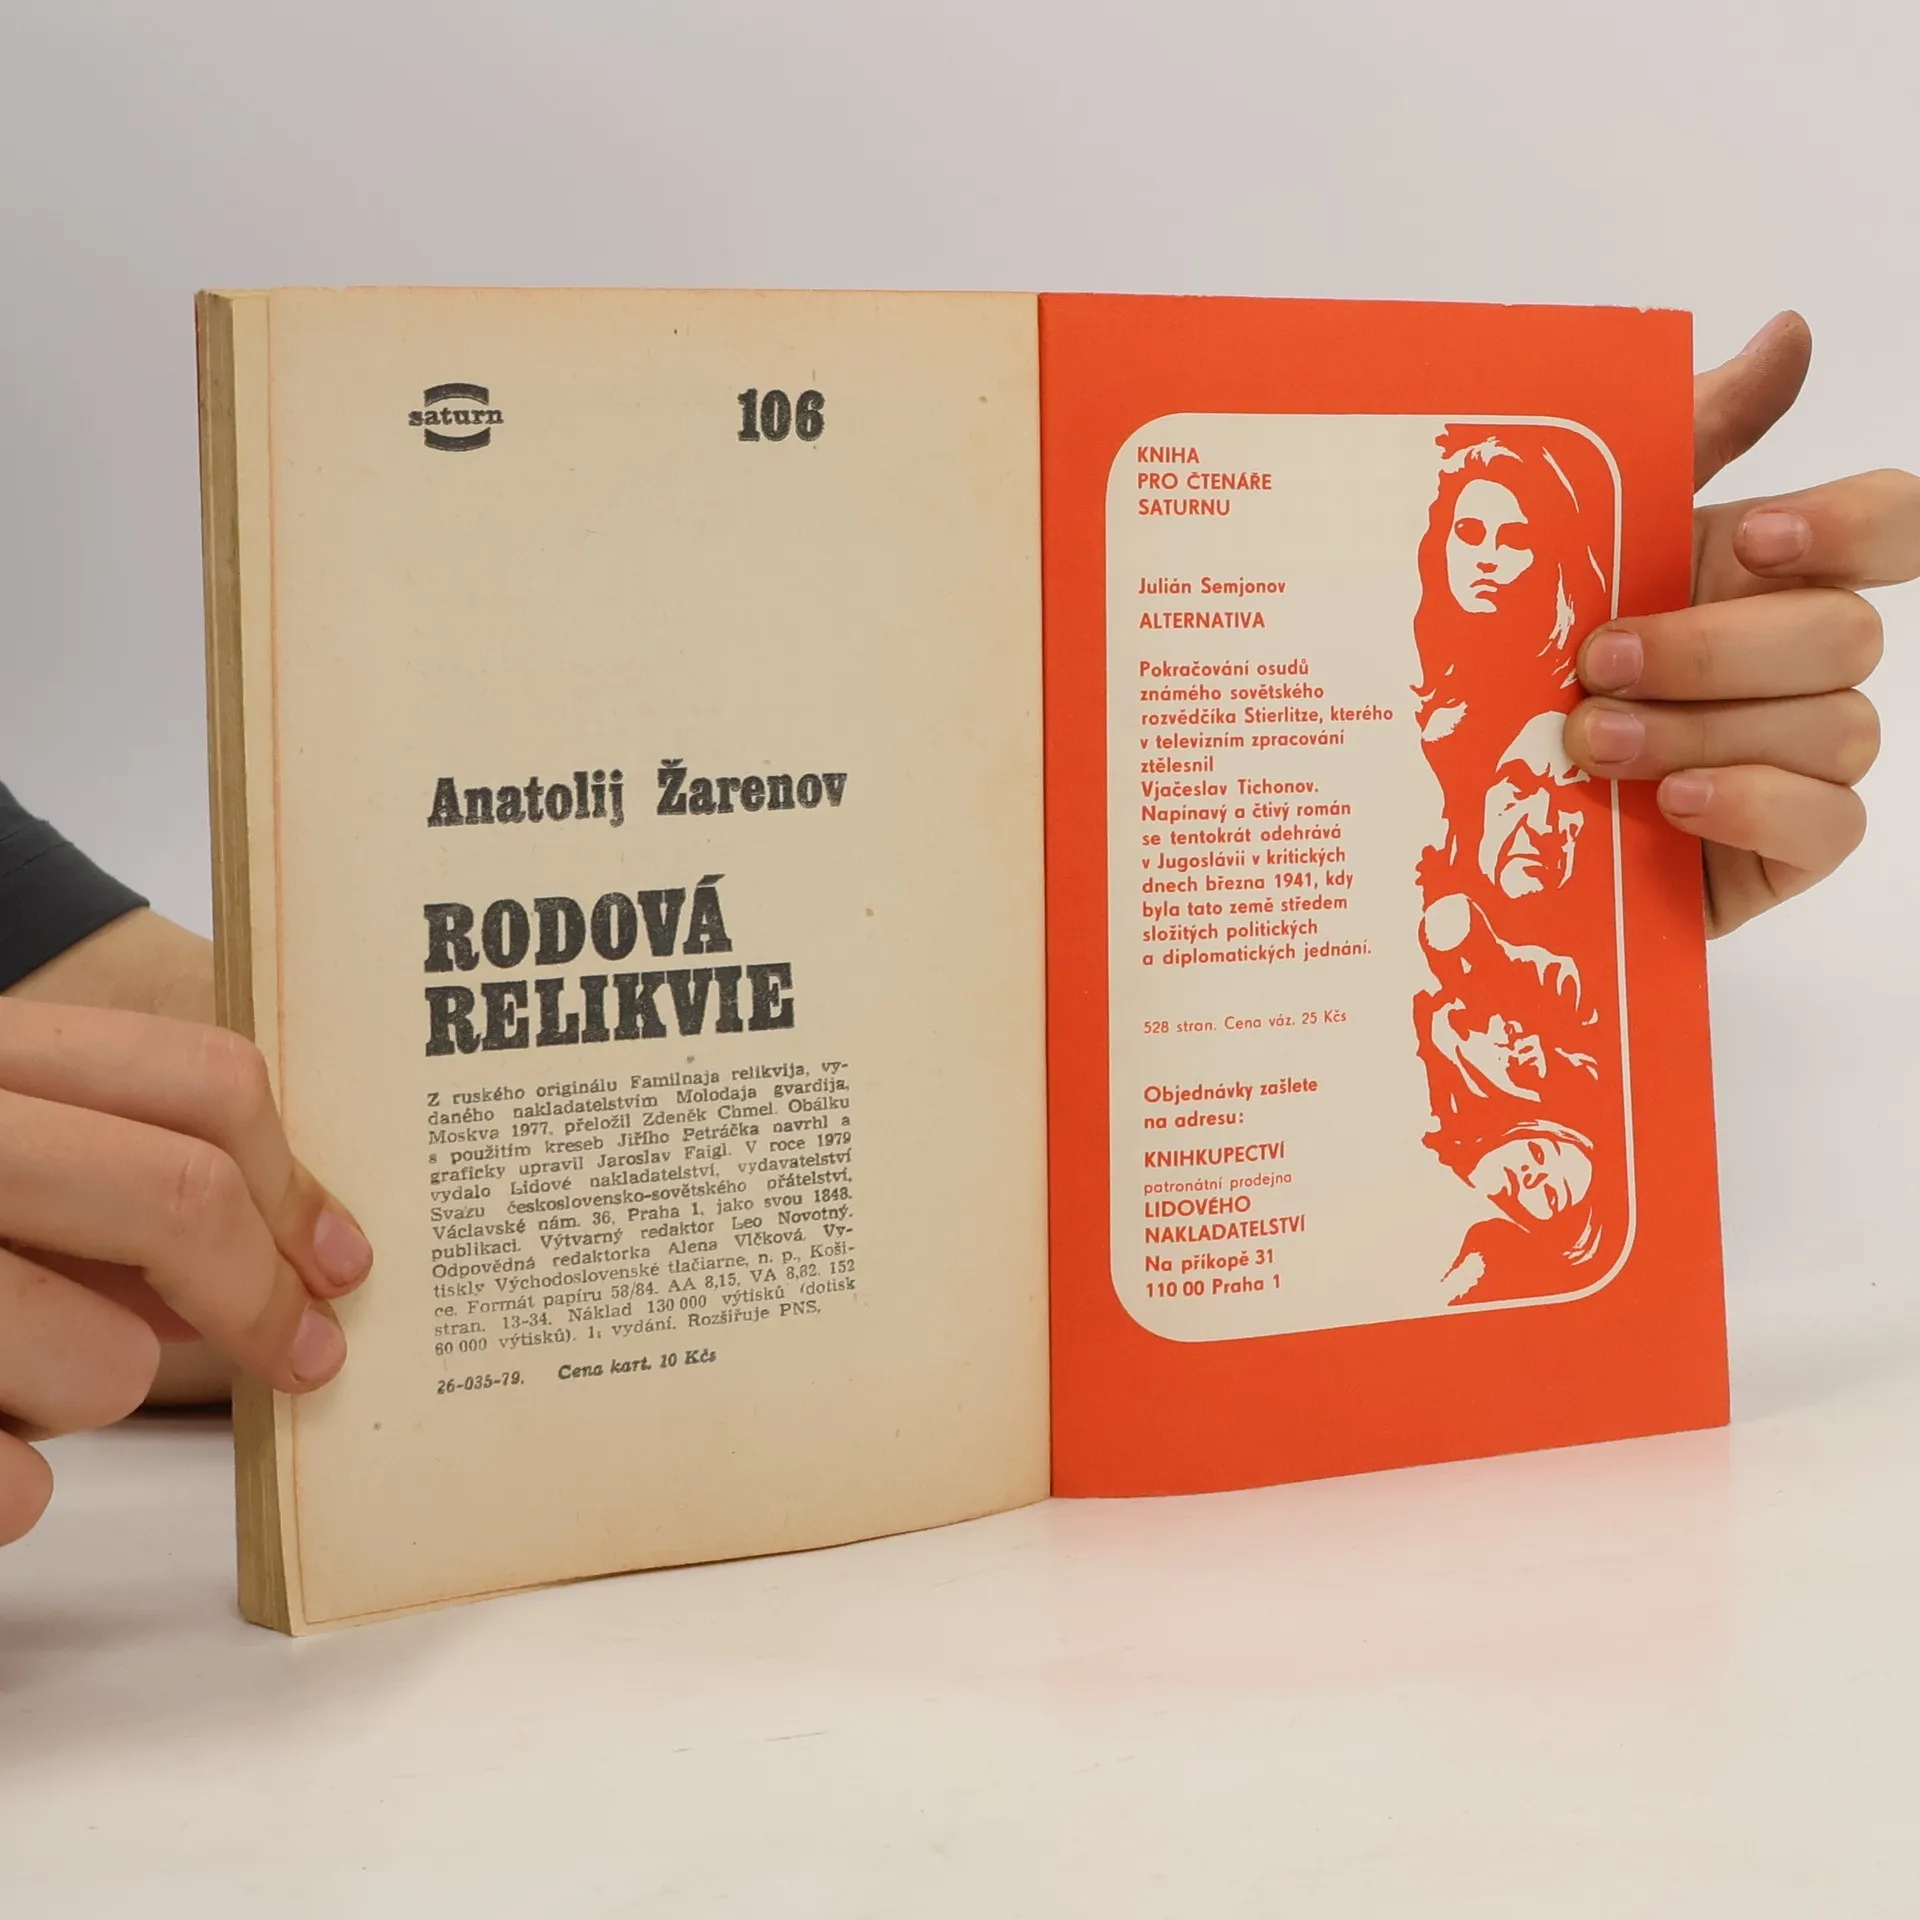 saturn
106
Anatolij Žarenov
RODOVÁ
RELIKVIE
Z ruského originálu Familnaja relikvija, vy-
daného nakladatelstvím Molodaja gvardija,
Moskva 1977, přeložil Zdeněk Chmel. Obálku
s použitím kreseb Jiřího Petráčka navrhl a
graficky upravil Jaroslav Faigl. V roce 1979
vydalo Lidové nakladatelství, vydavatelství
Svazu československo-sovětského přátelství,
Václavské nám. 36, Praha 1, jako svou 1848.
publikaci. Výtvarný redaktor Leo Novotný.
Odpovědná redaktorka Alena Vlčková. Vy-
tiskly Východoslovenské tlačiarne, n. p., Koši-
ce. Formát papíru 58/84. AA 8,15, VA 8,82. 152
stran. 13-34. Náklad 130 000 výtisků (dotisk
60 000 výtisků). 1. vydání. Rozšiřuje PNS.
26-035-79. Cena kart. 10 Kčs
KNIHA
PRO ČTENÁŘE
SATURNU
Julián Semjonov
ALTERNATIVA
Pokračování osudů
známého sovětského
rozvědčíka Stierlitze, kterého
v televizním zpracování
ztělesnil
Vjačeslav Tichonov.
Napínavý a čtivý román
se tentokrát odehrává
v Jugoslávii v kritických
dnech března 1941, kdy
byla tato země středem
složitých politických
a diplomatických jednání.
528 stran. Cena váz. 25 Kčs
Objednávky zašlete
na adresu:
KNIHKUPECTVÍ
patronátní prodejna
LIDOVÉHO
NAKLADATELSTVÍ
Na příkopě 31
110 00 Praha 1